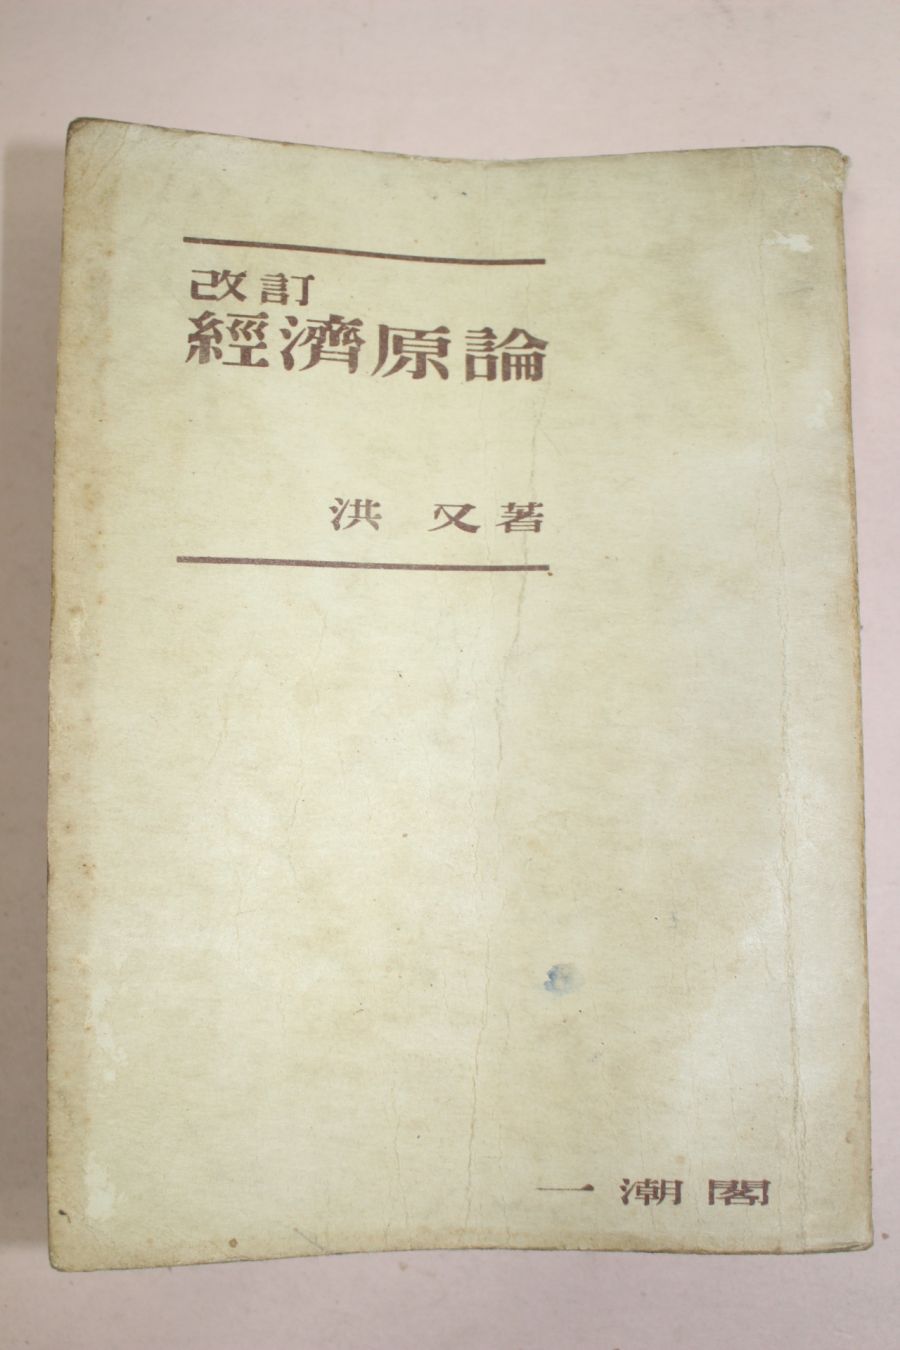 改訂
經濟原論
洪 又著
一潮閣